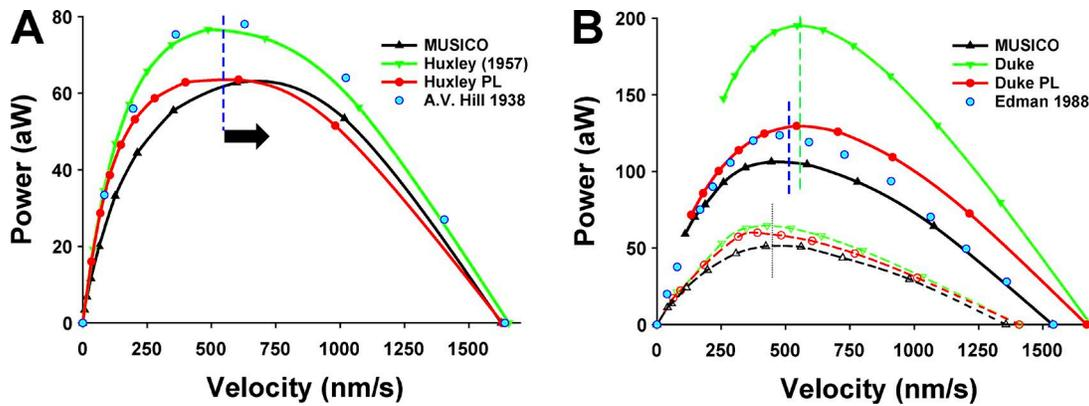 A
80
60
40
20
0
Power (aW)
0 250 500 750 1000 1250 1500
Velocity (nm/s)
MUSICO
Huxley (1957)
Huxley PL
A.V. Hill 1938
B
200
150
100
50
0
Power (aW)
0 250 500 750 1000 1250 1500
Velocity (nm/s)
MUSICO
Duke
Duke PL
Edman 1988